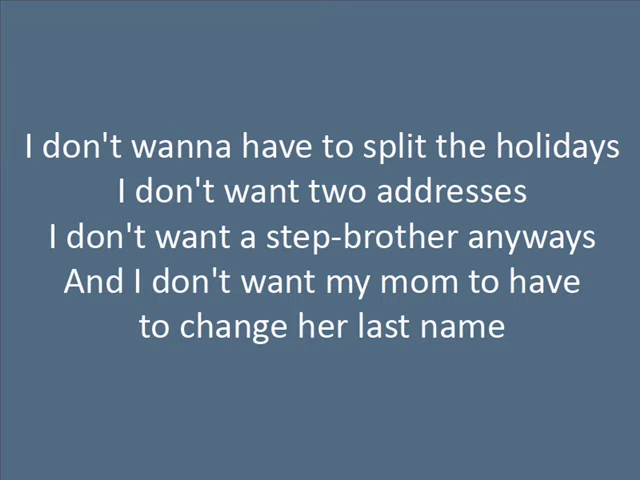 I don't wanna have to split the holidays
I don't want two addresses
I don't want a step-brother anyways
And I don't want my mom to have
to change her last name